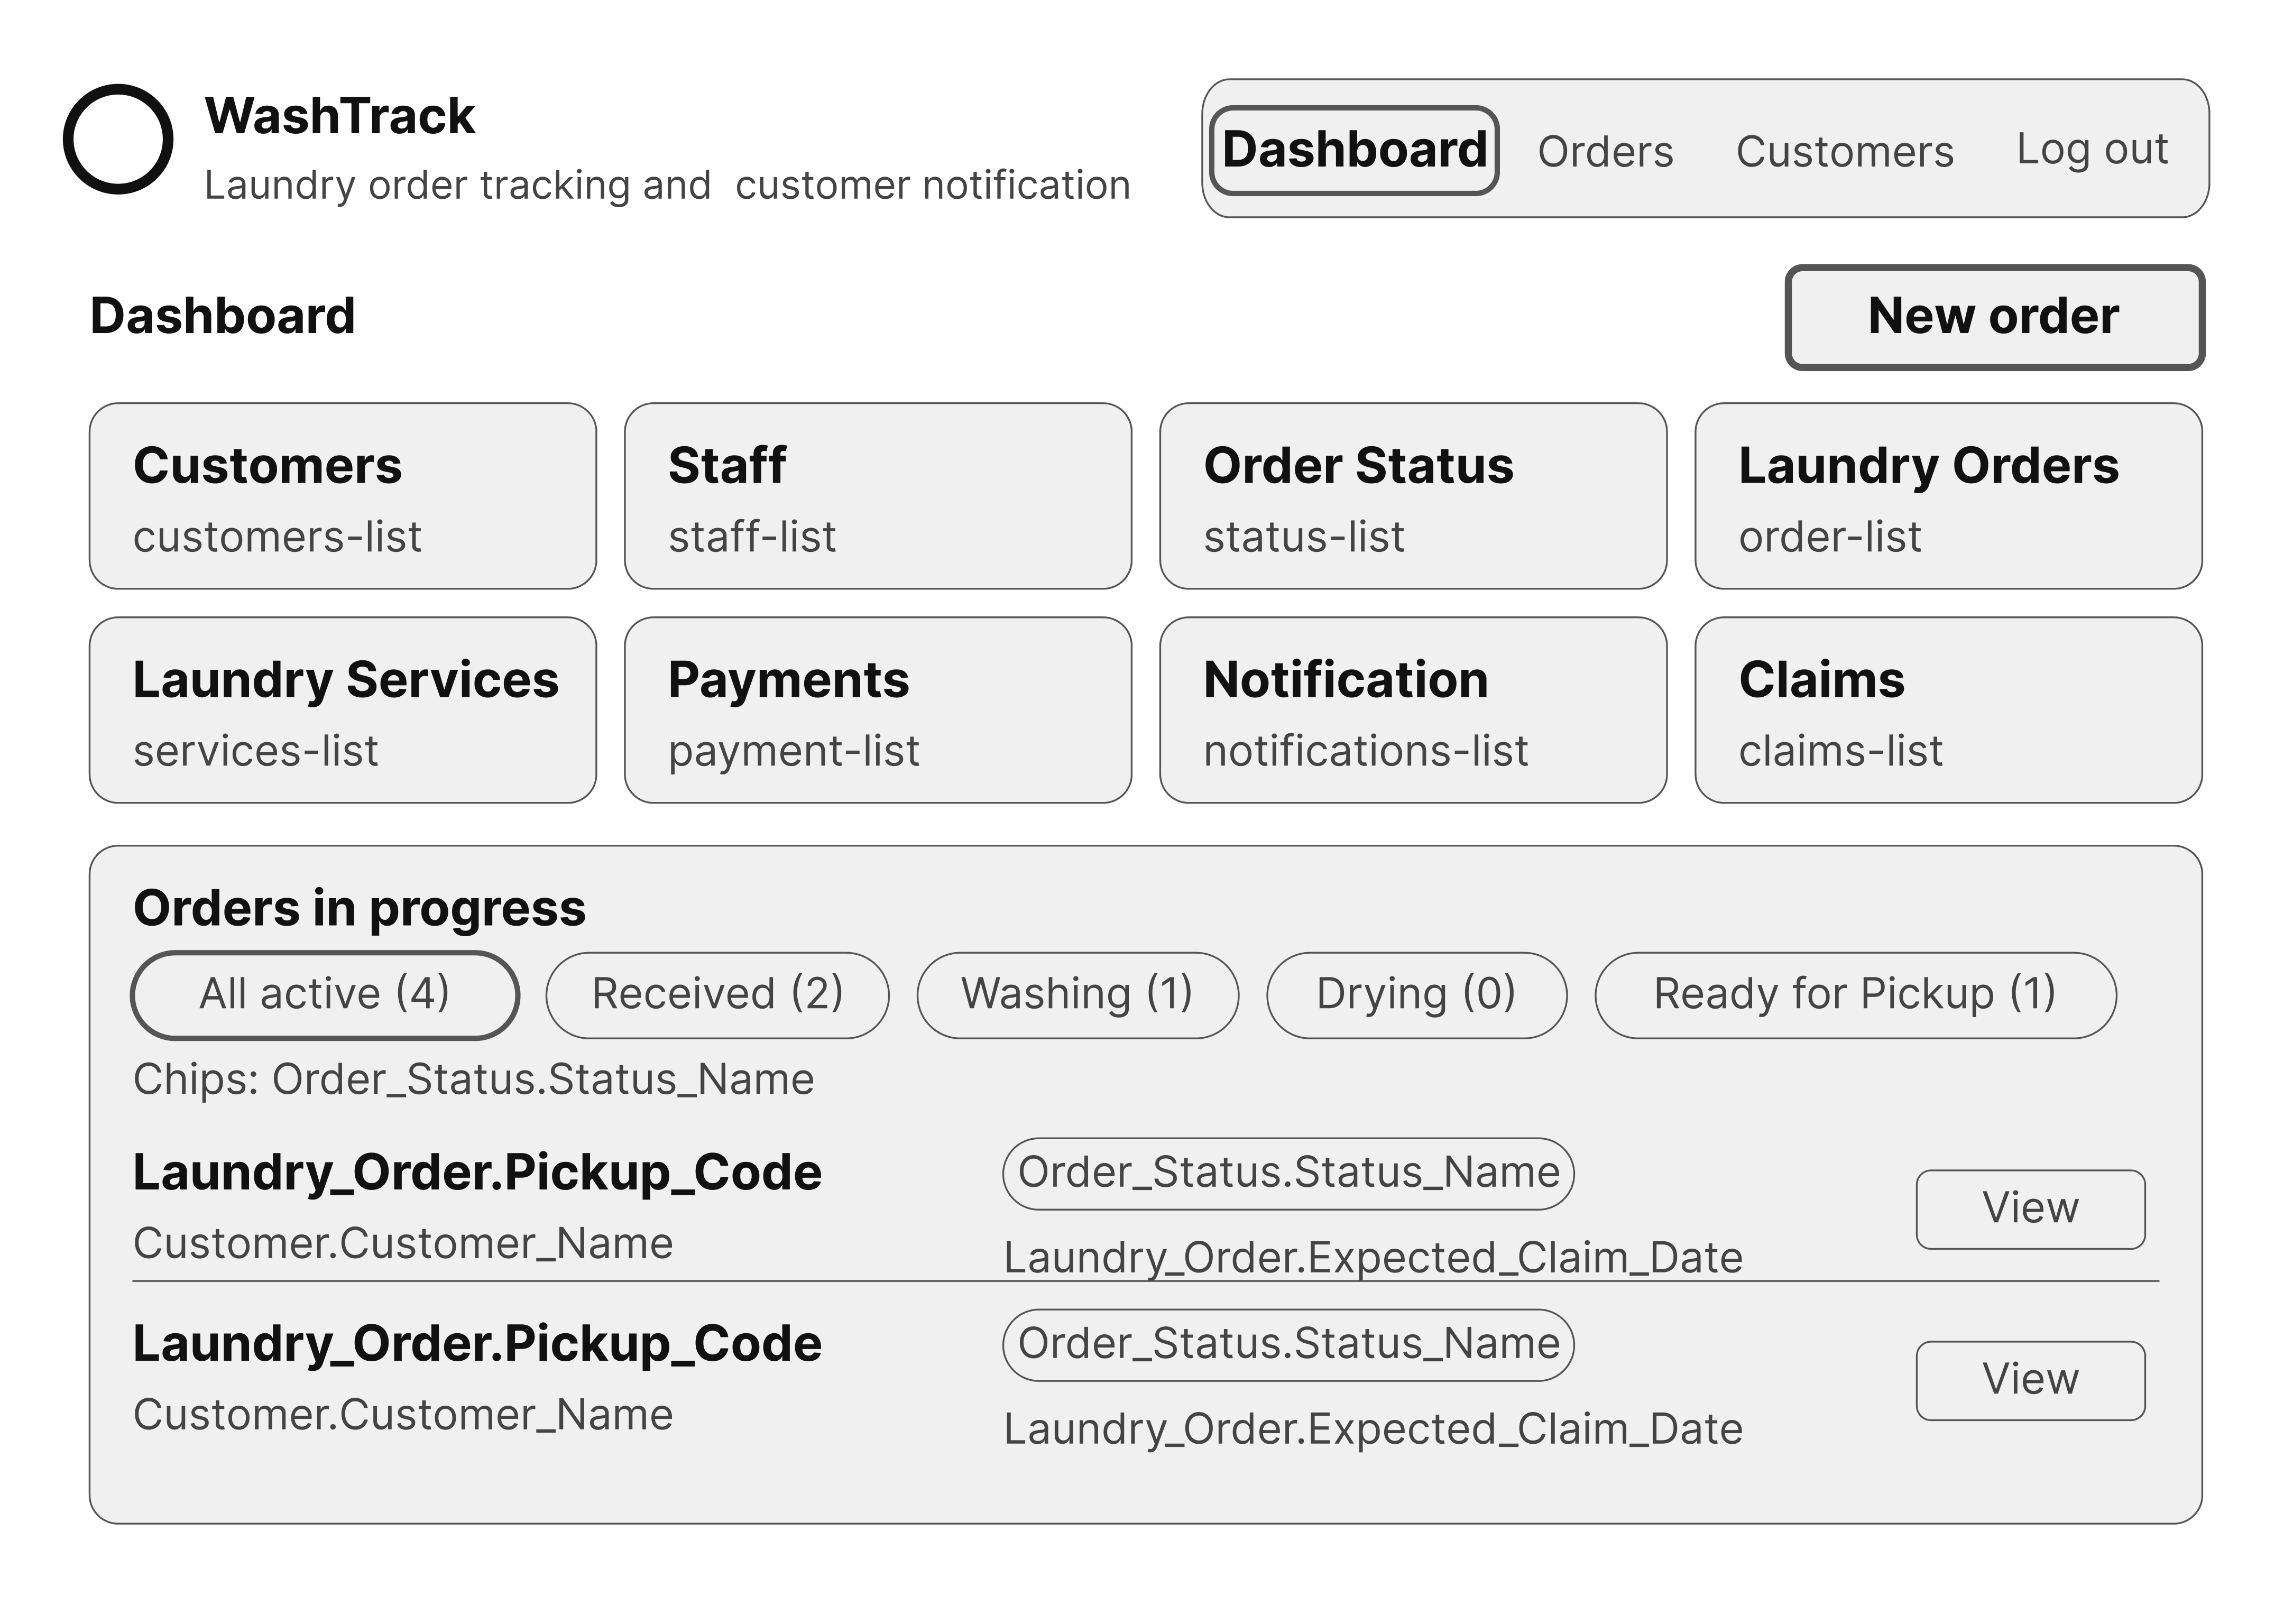 WashTrack
Laundry order tracking and  customer notification
Dashboard Orders Customers Log out
Dashboard
New order
Customers
customers-list
Staff
staff-list
Order Status
status-list
Laundry Orders
order-list
Laundry Services
services-list
Payments
payment-list
Notification
notifications-list
Claims
claims-list
Orders in progress
All active (4) Received (2) Washing (1) Drying (0) Ready for Pickup (1)
Chips: Order_Status.Status_Name
Laundry_Order.Pickup_Code
Customer.Customer_Name
Order_Status.Status_Name
Laundry_Order.Expected_Claim_Date
View
Laundry_Order.Pickup_Code
Customer.Customer_Name
Order_Status.Status_Name
Laundry_Order.Expected_Claim_Date
View